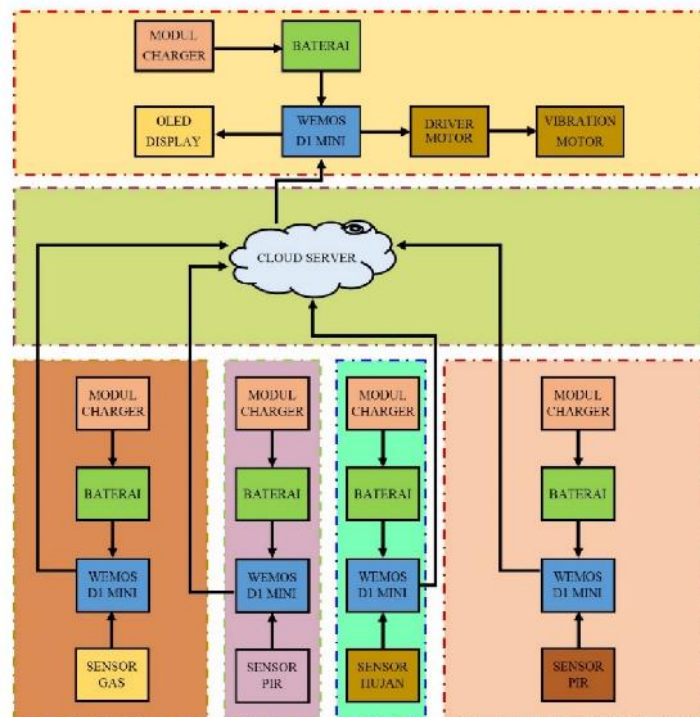 MODUL
CHARGER
BATERAI
OLED
DISPLAY
WEMOS
D1 MINI
DRIVER
MOTOR
VIBRATION
MOTOR
CLOUD SERVER
MODUL
CHARGER
MODUL
CHARGER
MODUL
CHARGER
MODUL
CHARGER
BATERAI
BATERAI
BATERAI
BATERAI
WEMOS
D1 MINI
WEMOS
D1 MINI
WEMOS
D1 MINI
WEMOS
D1 MINI
SENSOR
GAS
SENSOR
PIR
SENSOR
HUJAN
SENSOR
PIR